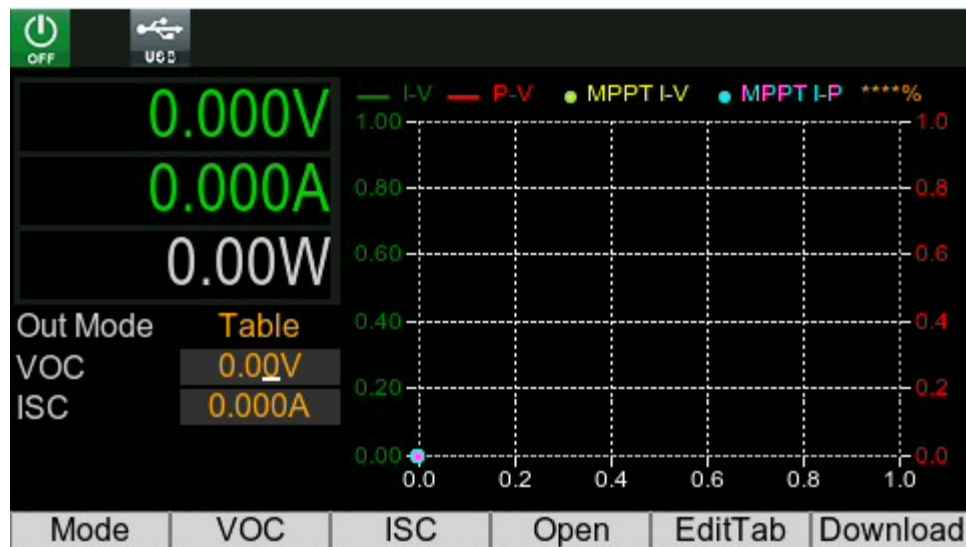 OFF USB
0.000V
0.000A
0.00W
Out Mode Table
VOC 0.00V
ISC 0.000A
I-V P-V MPPT I-V MPPT I-P ****%
1.00 1.0
0.80 0.8
0.60 0.6
0.40 0.4
0.20 0.2
0.00 0.0
0.0 0.2 0.4 0.6 0.8 1.0
Mode VOC ISC Open EditTab Download